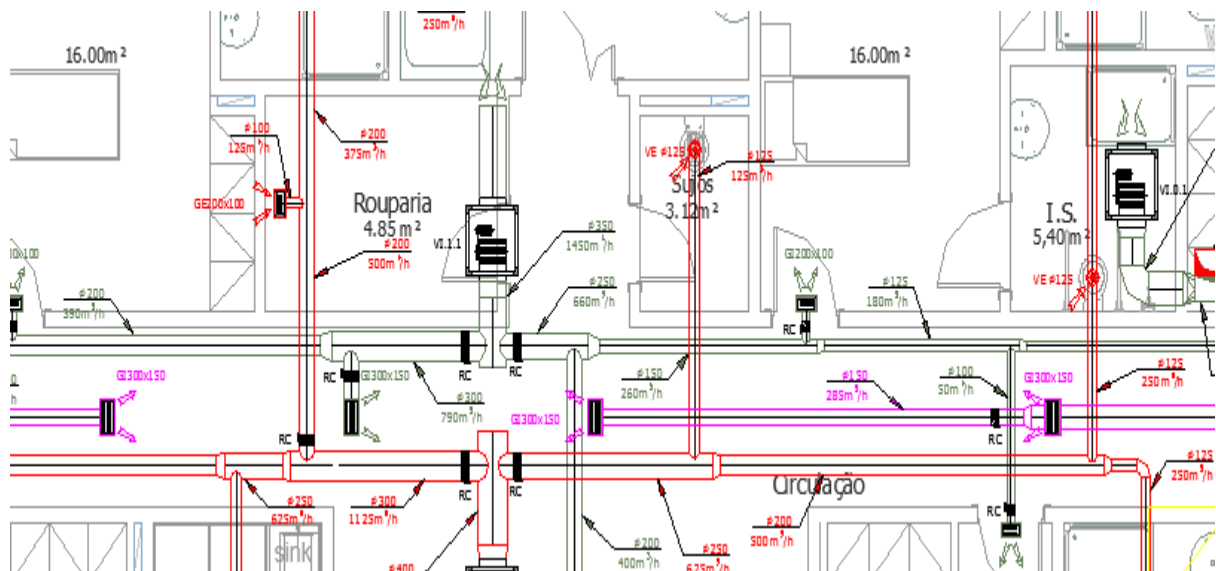 250m³/h
16.00m²
16.00m²
ø100
125m³/h
ø200
375m³/h
VE ø125
ø125
125m³/h
Sujos
3.12m²
GE200x100
Rouparia
4.85 m²
VI.1.1
ø350
1450m³/h
I.S.
5,40m²
VI.0.1
ø200
500m³/h
GI200x100
VE ø125
00x100
ø200
390m³/h
ø250
660m³/h
ø125
180m³/h
RC
RC
RC
RC
GI300x150
ø300
790m³/h
GI300x150
ø150
260m³/h
ø150
285m³/h
ø100
50m³/h
GI300x150
ø125
250m³/h
RC
RC
RC
RC
ø250
625m³/h
ø300
1125m³/h
Circulação
ø125
250m³/h
RC
ø200
500m³/h
sink
ø400
ø200
400m³/h
ø250
625m³/h